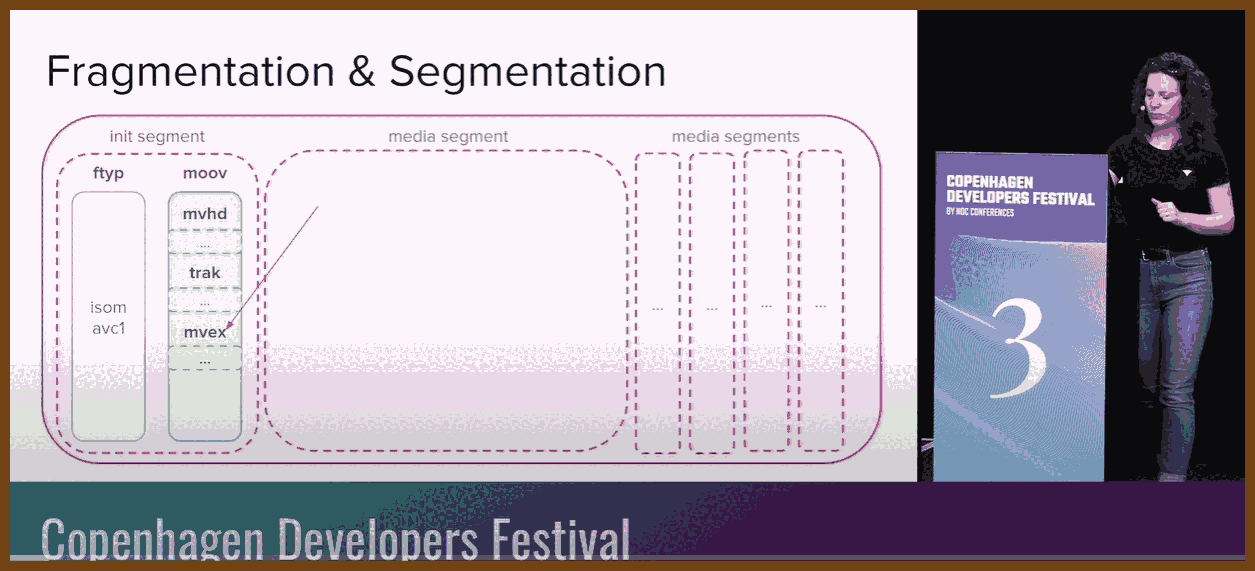 Fragmentation & Segmentation
init segment
media segment
media segments
ftyp
moov
mvhd
....
trak
...
isom
avc1
mvex
...
...
...
...
...
COPENHAGEN
DEVELOPERS FESTIVAL
BY NDC CONFERENCES
3
Copenhagen Developers Festival